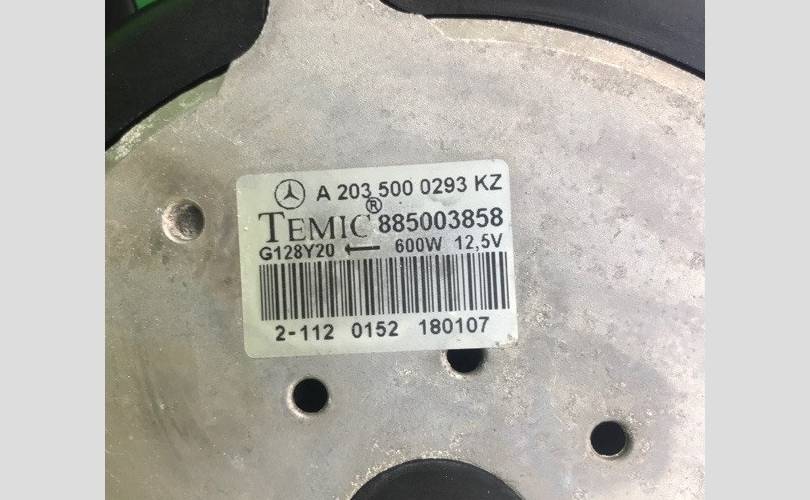 A 203 500 0293 KZ
TEMIC® 885003858
G128Y20 ← 600W 12,5V
2-112 0152 180107